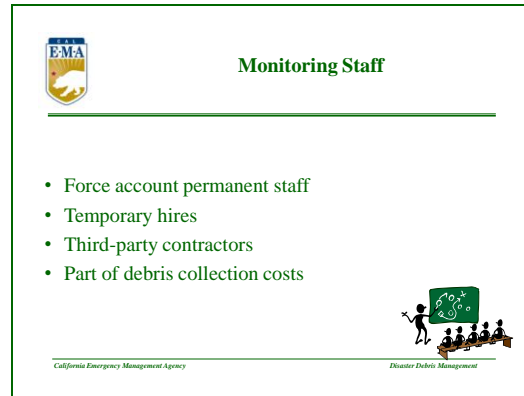 CAL
E·M·A
Monitoring Staff
• Force account permanent staff
• Temporary hires
• Third-party contractors
• Part of debris collection costs
California Emergency Management Agency
Disaster Debris Management